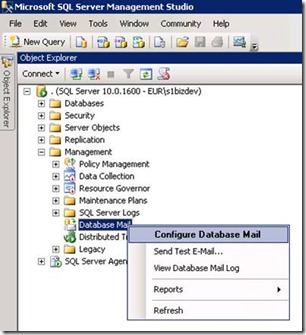 Microsoft SQL Server Management Studio
File Edit View Tools Window Community Help
New Query
Object Explorer
Object Explorer
Connect
. (SQL Server 10.0.1600 - EUR\s1bizdev)
Databases
Security
Server Objects
Replication
Management
Policy Management
Data Collection
Resource Governor
Maintenance Plans
SQL Server Logs
Database Mail
Configure Database Mail
Distributed Tr
Send Test E-Mail...
Legacy
View Database Mail Log
SQL Server Agen
Reports
Refresh